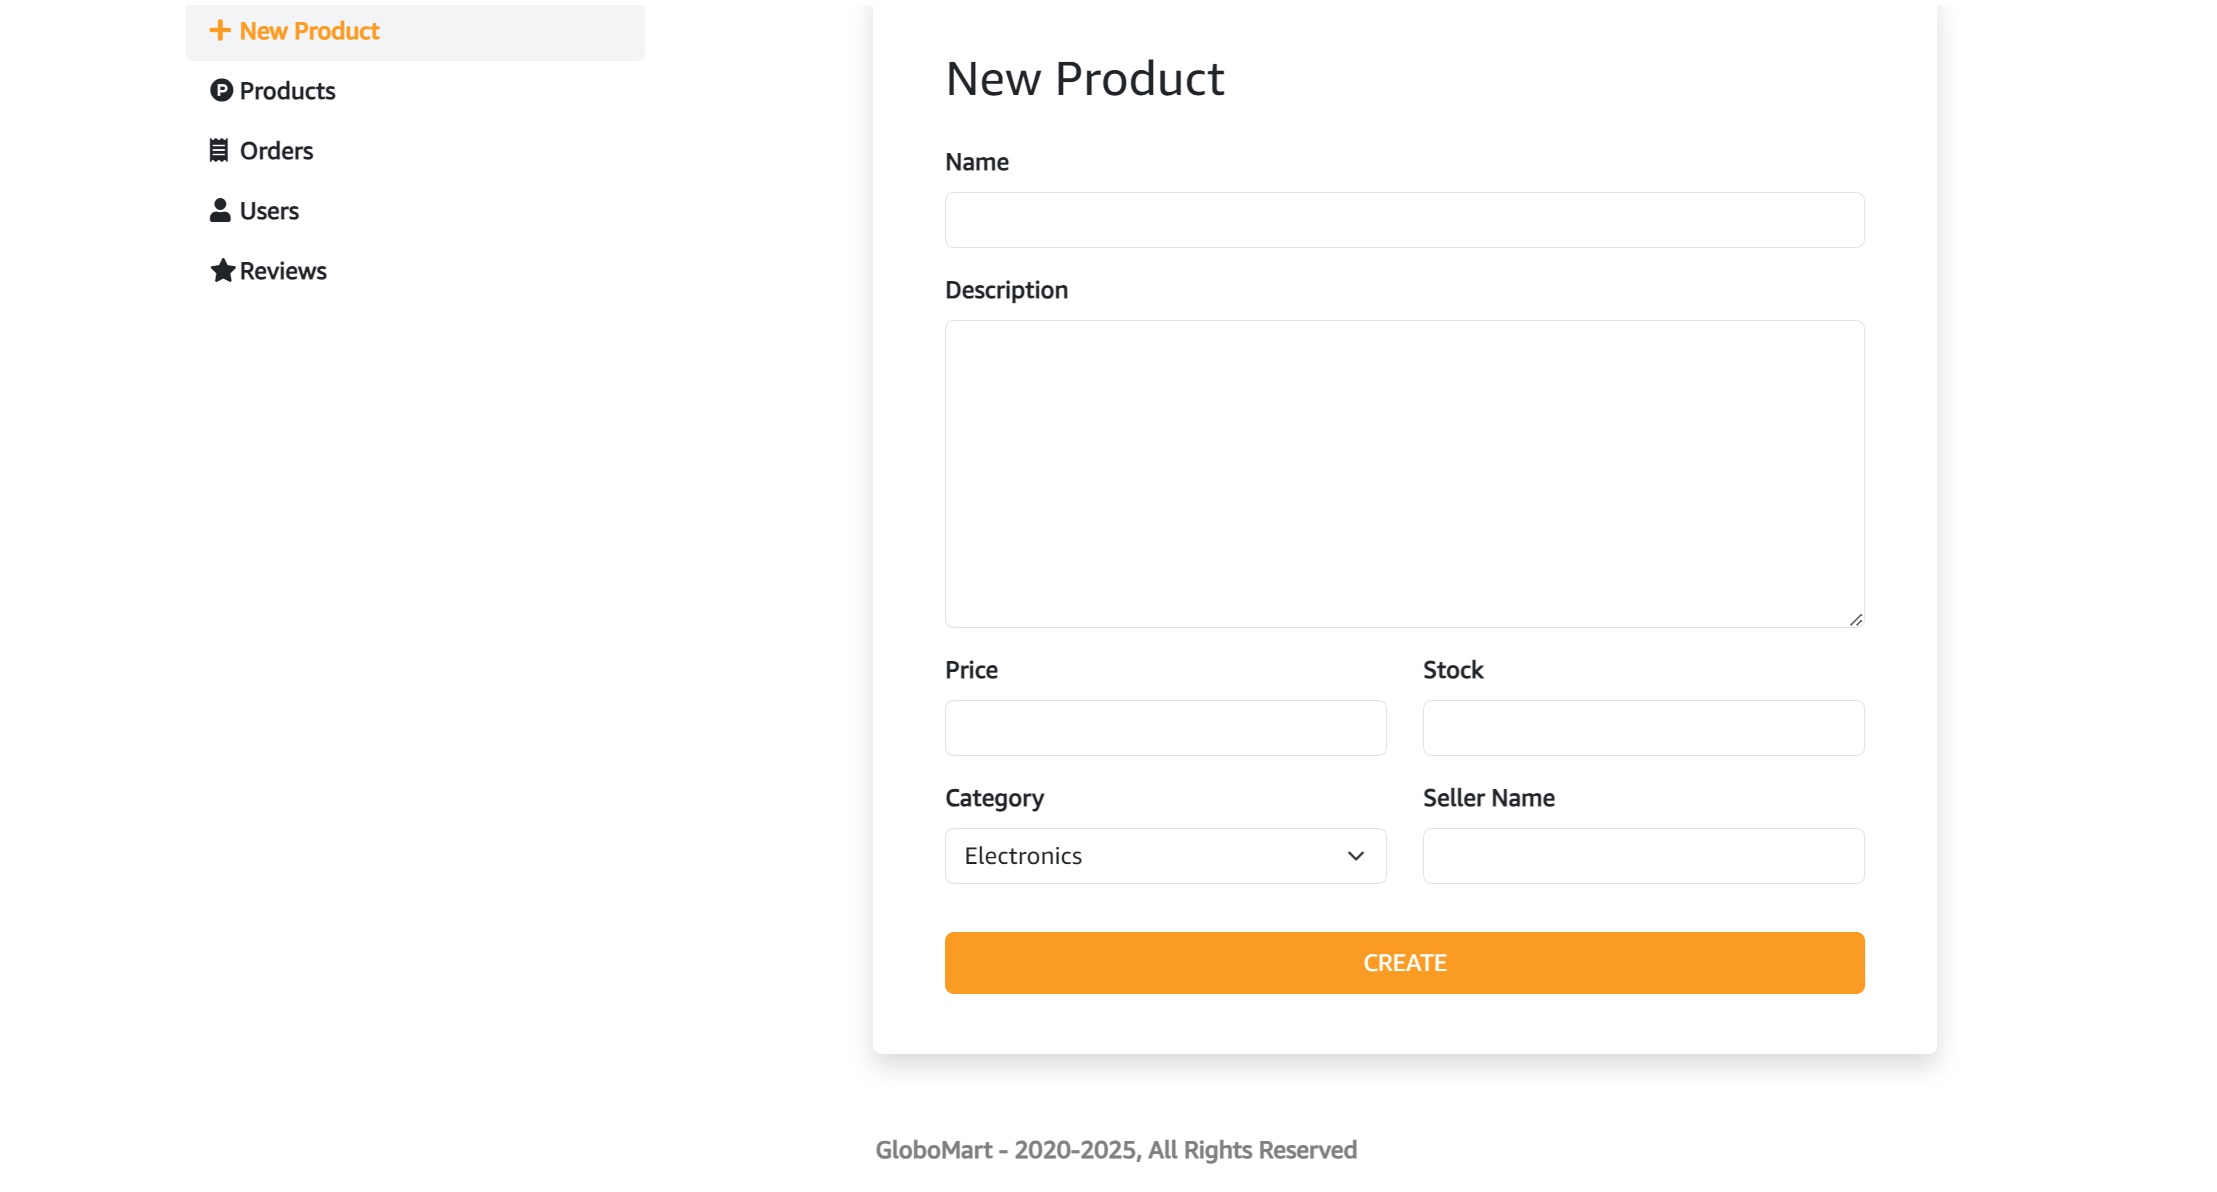 New Product
Products
Orders
Users
Reviews
New Product
Name
Description
Price
Stock
Category
Seller Name
Electronics
CREATE
GloboMart - 2020-2025, All Rights Reserved